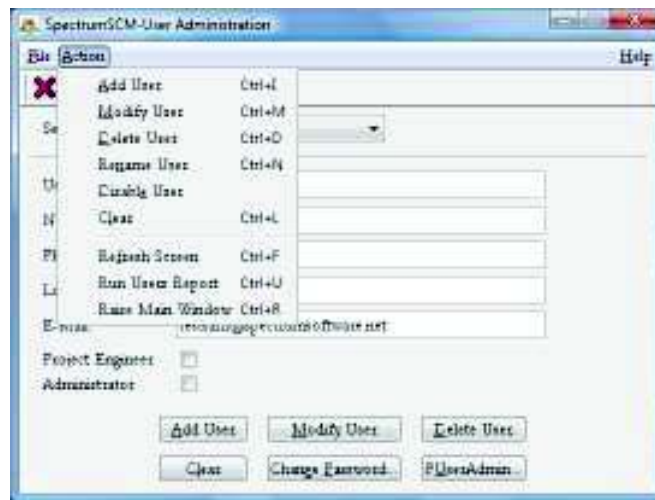 SpectrumSCM-User Administration
File Action Help
Add User Ctrl+I
Modify User Ctrl+M
Delete User Ctrl+D
Rename User Ctrl+N
Disable User
Clear Ctrl+L
Refresh Screen Ctrl+F
Run Users Report Ctrl+U
Raise Main Window Ctrl+R
Se
N
E-Mail
Project Engineer
Administrator
Add User Modify User Delete User
Clear Change Password PUserAdmin